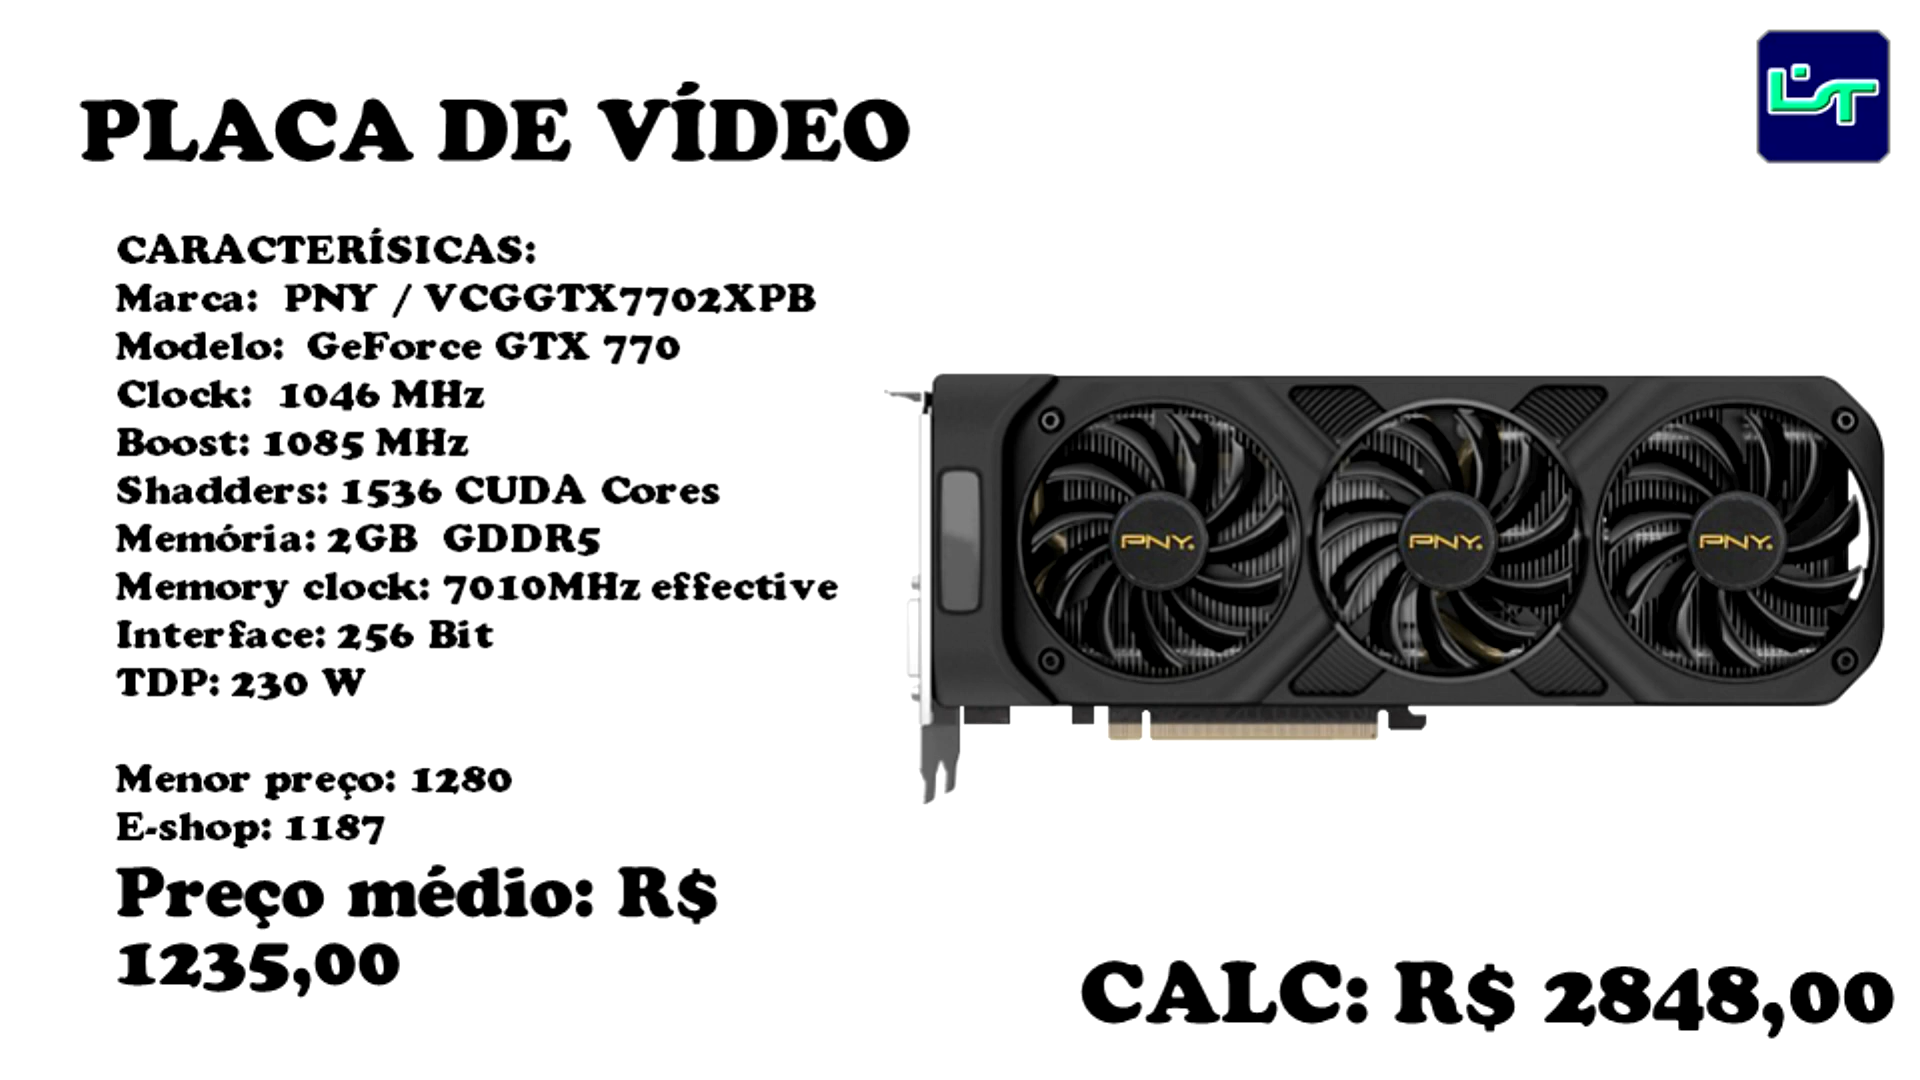 PLACA DE VÍDEO
LiST
CARACTERÍSICAS:
Marca:  PNY / VCGGTX7702XPB
Modelo:  GeForce GTX 770
Clock:  1046 MHz
Boost: 1085 MHz
Shadders: 1536 CUDA Cores
Memória: 2GB  GDDR5
Memory clock: 7010MHz effective
Interface: 256 Bit
TDP: 230 W
PNY. PNY. PNY.
Menor preço: 1280
E-shop: 1187
Preço médio: R$
1235,00
CALC: R$ 2848,00